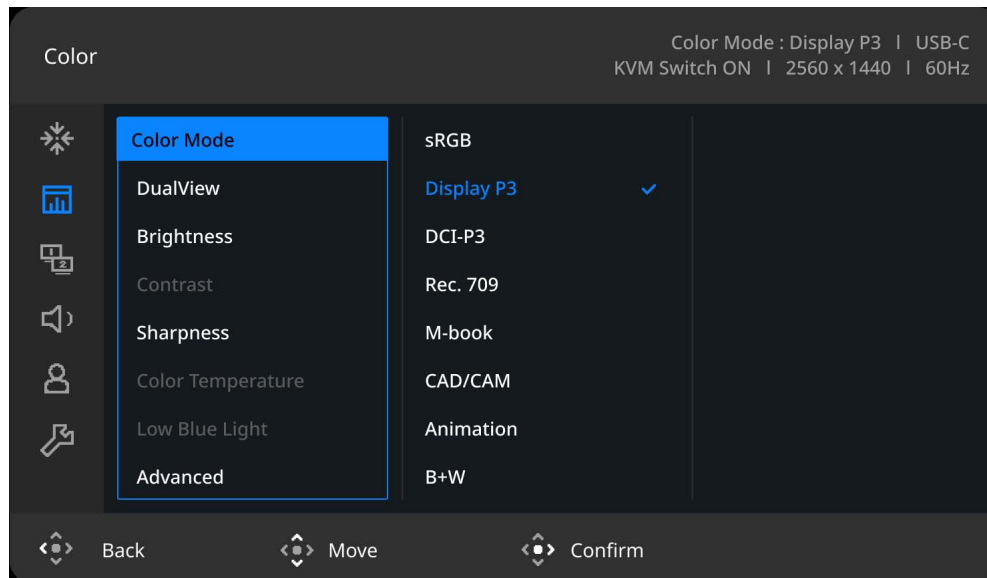 Color
Color Mode : Display P3 I USB-C
KVM Switch ON I 2560 x 1440 I 60Hz
Color Mode
DualView
Brightness
Contrast
Sharpness
Color Temperature
Low Blue Light
Advanced
sRGB
Display P3
DCI-P3
Rec. 709
M-book
CAD/CAM
Animation
B+W
1
2
Back
Move
Confirm